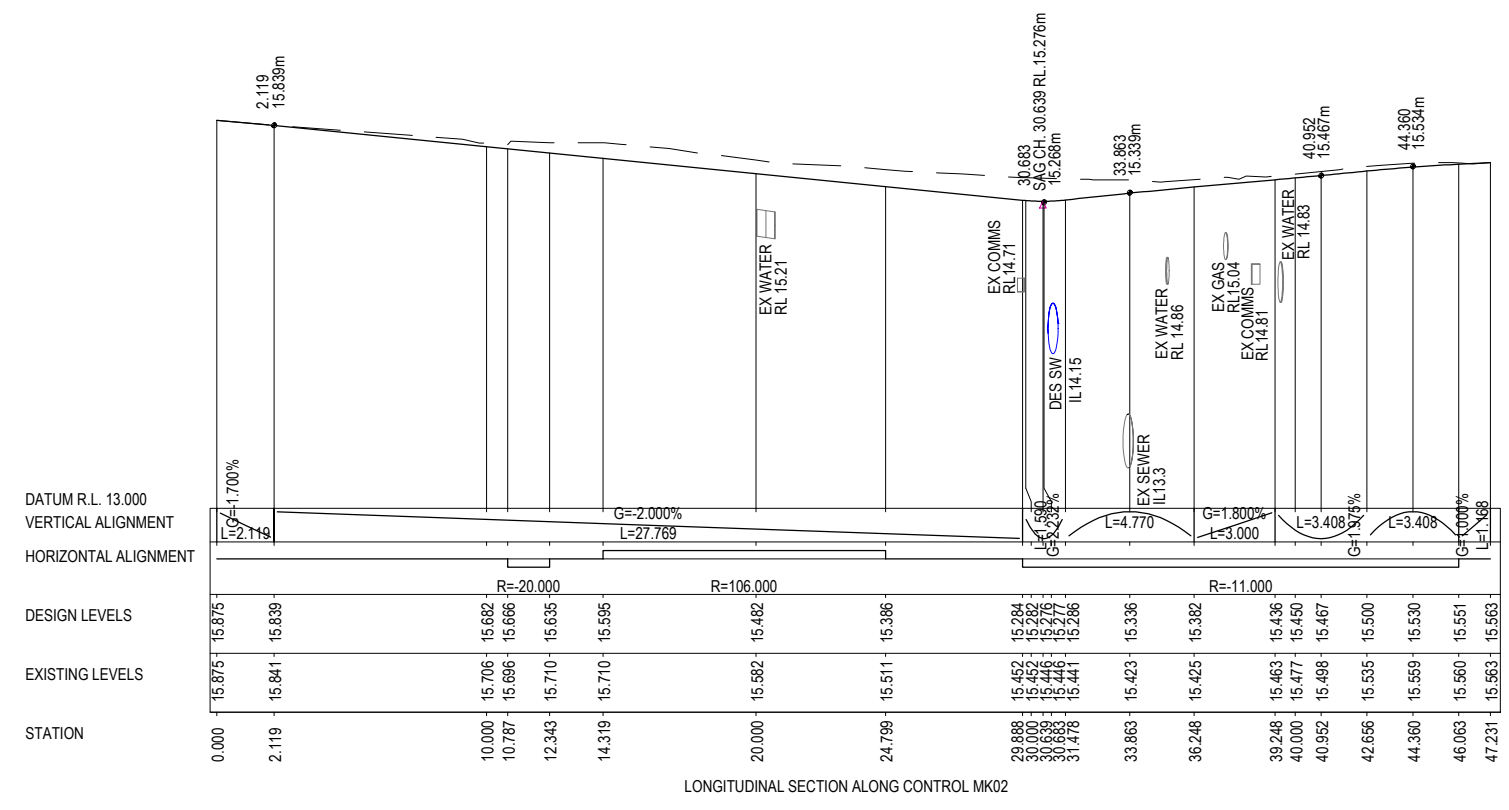 2.119
15.839m
30.683
SAG CH. 30.639 RL.15.276m
15.268m
33.863
15.339m
40.952
15.467m
44.360
15.534m
EX WATER
RL 15.21
EX COMMS
RL14.71
DES SW
IL14.15
EX SEWER
IL13.3
EX WATER
RL 14.86
EX GAS
RL15.04
EX COMMS
RL14.81
EX WATER
RL 14.83
DATUM R.L. 13.000
VERTICAL ALIGNMENT
G=-1.700%
L=2.119
G=-2.000%
L=27.769
L=1.590
G=2.232%
L=4.770
G=1.800%
L=3.000
L=3.408
G=1.975%
L=3.408
G=1.000%
L=1.168
HORIZONTAL ALIGNMENT
R=-20.000
R=106.000
R=-11.000
DESIGN LEVELS
15.875 15.839 15.682 15.666 15.635 15.595 15.482 15.386 15.284 15.282 15.276 15.277 15.286 15.336 15.382 15.436 15.450 15.467 15.500 15.530 15.551 15.563
EXISTING LEVELS
15.875 15.841 15.706 15.696 15.710 15.710 15.582 15.511 15.452 15.452 15.446 15.446 15.441 15.423 15.425 15.463 15.477 15.498 15.535 15.559 15.560 15.563
STATION
0.000 2.119 10.000 10.787 12.343 14.319 20.000 24.799 29.888 30.000 30.639 30.683 31.478 33.863 36.248 39.248 40.000 40.952 42.656 44.360 46.063 47.231
LONGITUDINAL SECTION ALONG CONTROL MK02